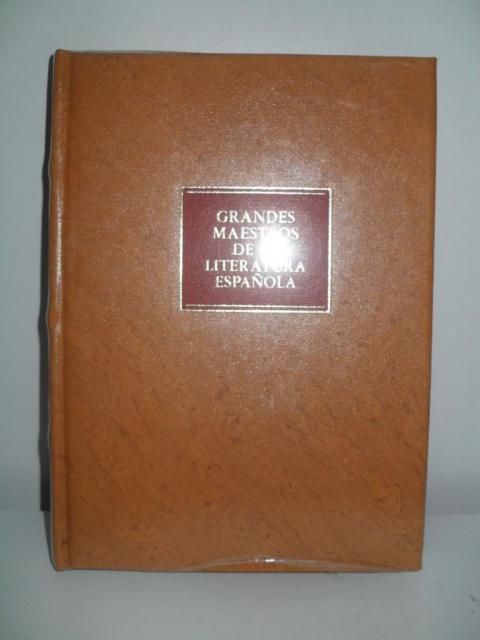 GRANDES
MAESTROS
DE
LITERATURA
ESPAÑOLA